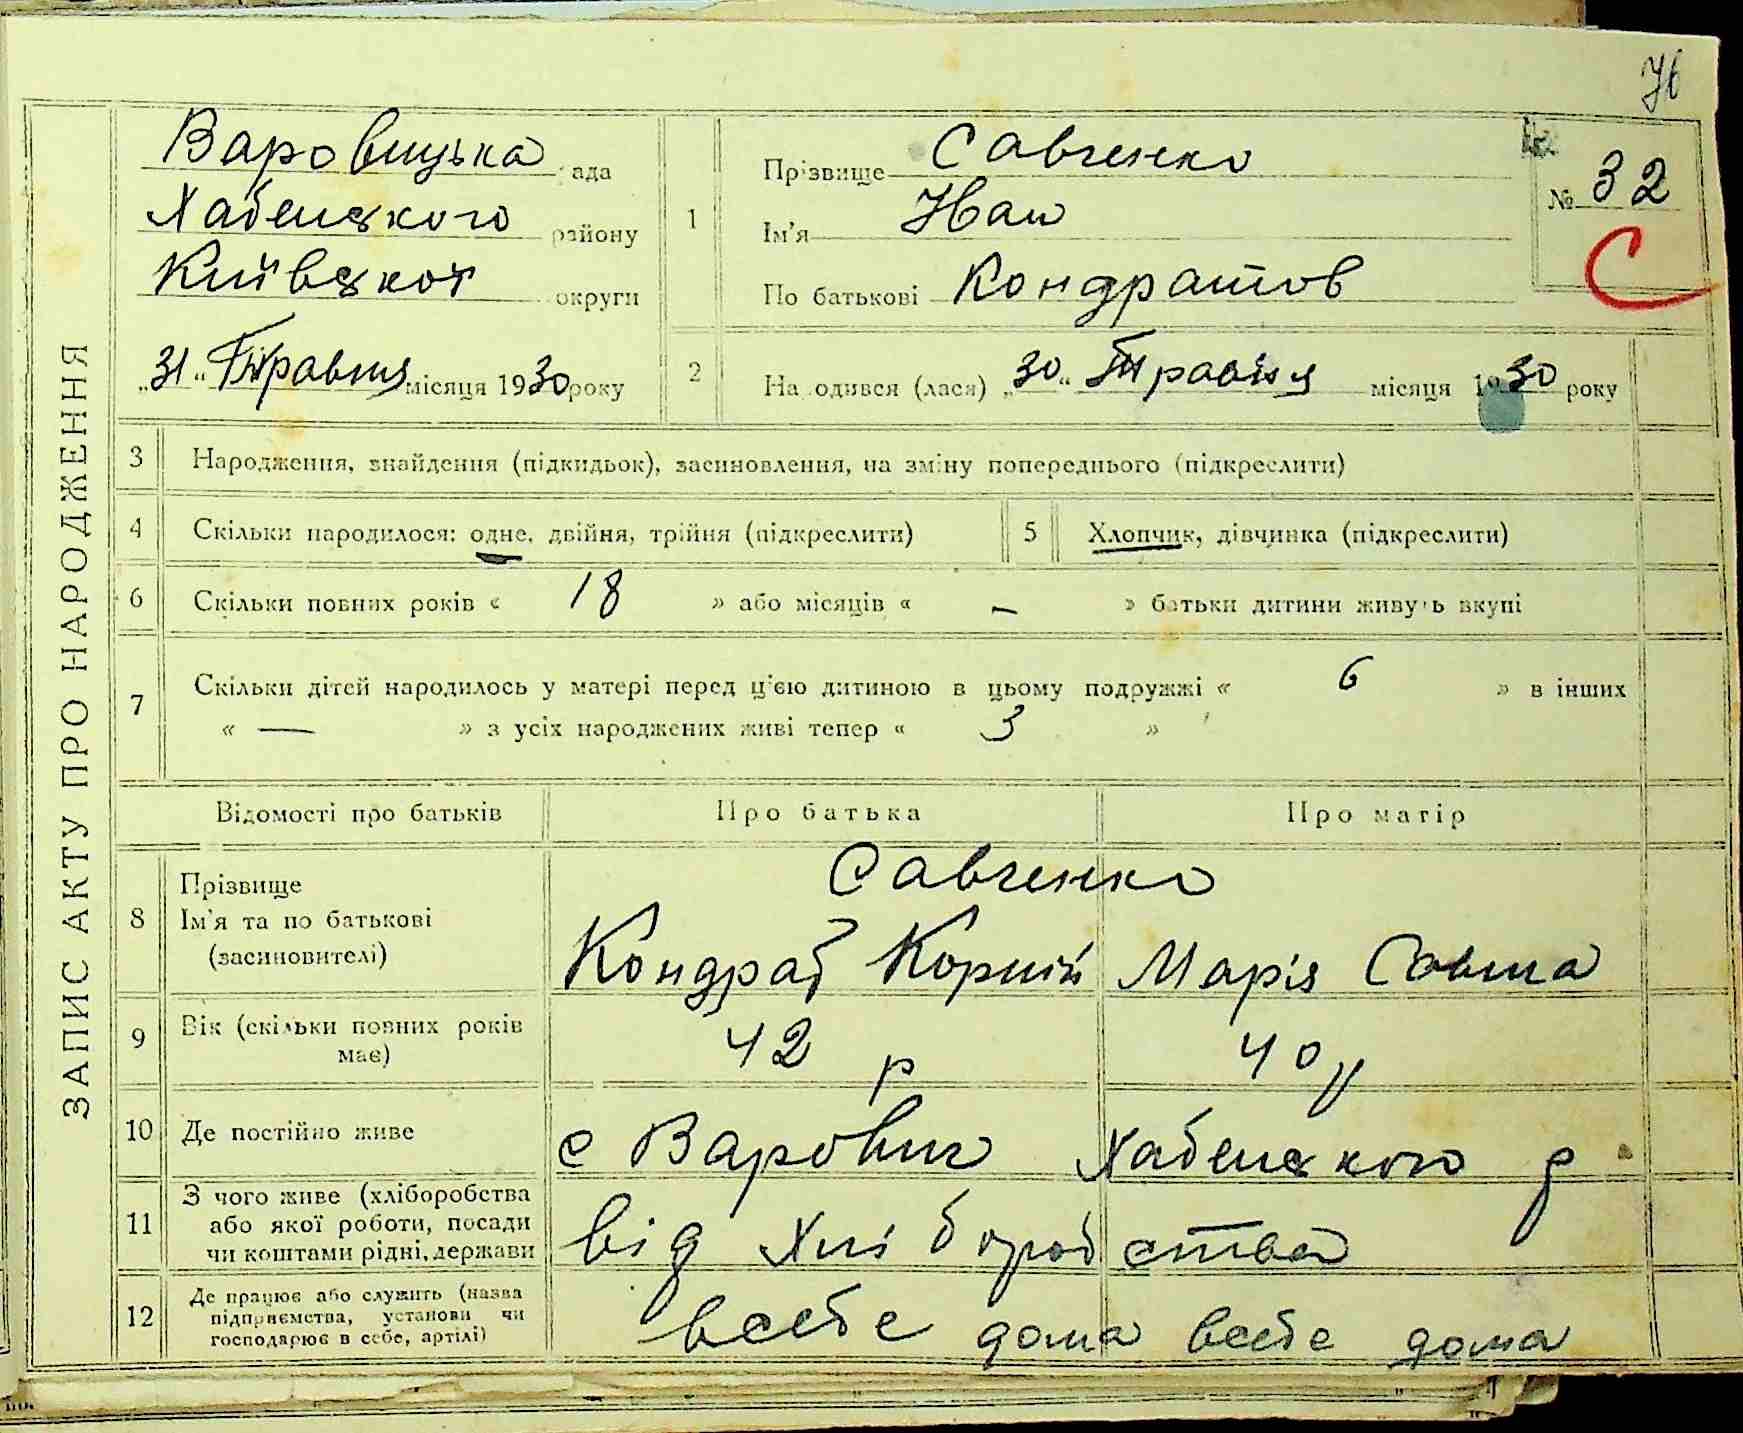 ЗАПИС АКТУ ПРО НАРОДЖЕННЯ
Варовицька рада
Хабенського району
Київської округи
„31“ Травня місяця 1930 року
1
Прізвище Савченко
Ім'я Иван
По батькові Кондратов
№ 32
С
2
Народився (лася) „30“ Травня місяця 1930 року
3 Народження, знайдення (підкидьок), засиновлення, на зміну попереднього (підкреслити)
4 Скільки народилося: одне, двійня, трійня (підкреслити)
5 Хлопчик, дівчинка (підкреслити)
6 Скільки повних років « 18 » або місяців « – » батьки дитини живуть вкупі
7 Скільки дітей народилось у матері перед ц'єю дитиною в цьому подружжі « 6 » в інших
« — » з усіх народжених живі тепер « 3 »
Відомості про батьків Про батька Про матір
8 Прізвище
Ім'я та по батькові
(засиновителі)
Савченко
Кондрат Корній Марія
9 Вік (скільки повних років
має)
42 р 40 р
10 Де постійно живе с Варович Хабенського р
11 З чого живе (хліборобства
або якої роботи, посади
чи коштами рідні, держави
від Хліборобства
12 Де працює або служить (назва
підприємства, установи чи
господарює в себе, артілі)
всебе дома всебе дома